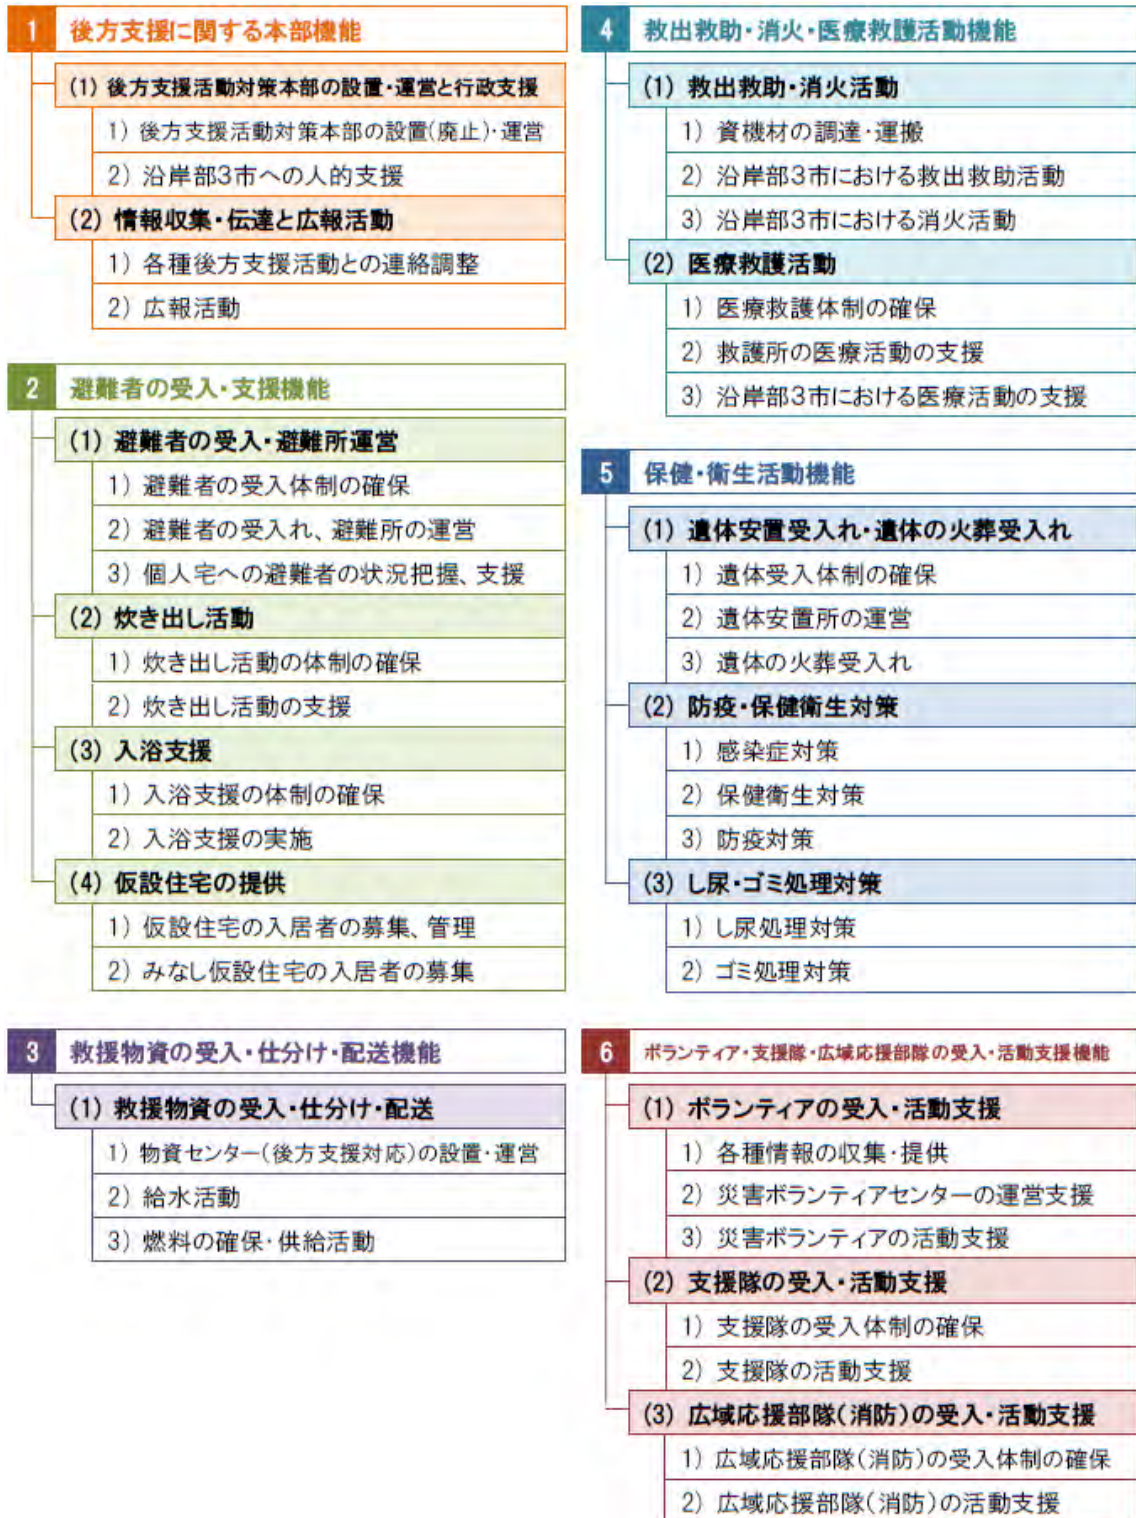 1 後方支援に関する本部機能
(1) 後方支援活動対策本部の設置・運営と行政支援
1) 後方支援活動対策本部の設置(廃止)・運営
2) 沿岸部3市への人的支援
(2) 情報収集・伝達と広報活動
1) 各種後方支援活動との連絡調整
2) 広報活動
2 避難者の受入・支援機能
(1) 避難者の受入・避難所運営
1) 避難者の受入体制の確保
2) 避難者の受入れ、避難所の運営
3) 個人宅への避難者の状況把握、支援
(2) 炊き出し活動
1) 炊き出し活動の体制の確保
2) 炊き出し活動の支援
(3) 入浴支援
1) 入浴支援の体制の確保
2) 入浴支援の実施
(4) 仮設住宅の提供
1) 仮設住宅の入居者の募集、管理
2) みなし仮設住宅の入居者の募集
3 救援物資の受入・仕分け・配送機能
(1) 救援物資の受入・仕分け・配送
1) 物資センター(後方支援対応)の設置・運営
2) 給水活動
3) 燃料の確保・供給活動
4 救出救助・消火・医療救護活動機能
(1) 救出救助・消火活動
1) 資機材の調達・運搬
2) 沿岸部3市における救出救助活動
3) 沿岸部3市における消火活動
(2) 医療救護活動
1) 医療救護体制の確保
2) 救護所の医療活動の支援
3) 沿岸部3市における医療活動の支援
5 保健・衛生活動機能
(1) 遺体安置受入れ・遺体の火葬受入れ
1) 遺体受入体制の確保
2) 遺体安置所の運営
3) 遺体の火葬受入れ
(2) 防疫・保健衛生対策
1) 感染症対策
2) 保健衛生対策
3) 防疫対策
(3) し尿・ゴミ処理対策
1) し尿処理対策
2) ゴミ処理対策
6 ボランティア・支援隊・広域応援部隊の受入・活動支援機能
(1) ボランティアの受入・活動支援
1) 各種情報の収集・提供
2) 災害ボランティアセンターの運営支援
3) 災害ボランティアの活動支援
(2) 支援隊の受入・活動支援
1) 支援隊の受入体制の確保
2) 支援隊の活動支援
(3) 広域応援部隊(消防)の受入・活動支援
1) 広域応援部隊(消防)の受入体制の確保
2) 広域応援部隊(消防)の活動支援